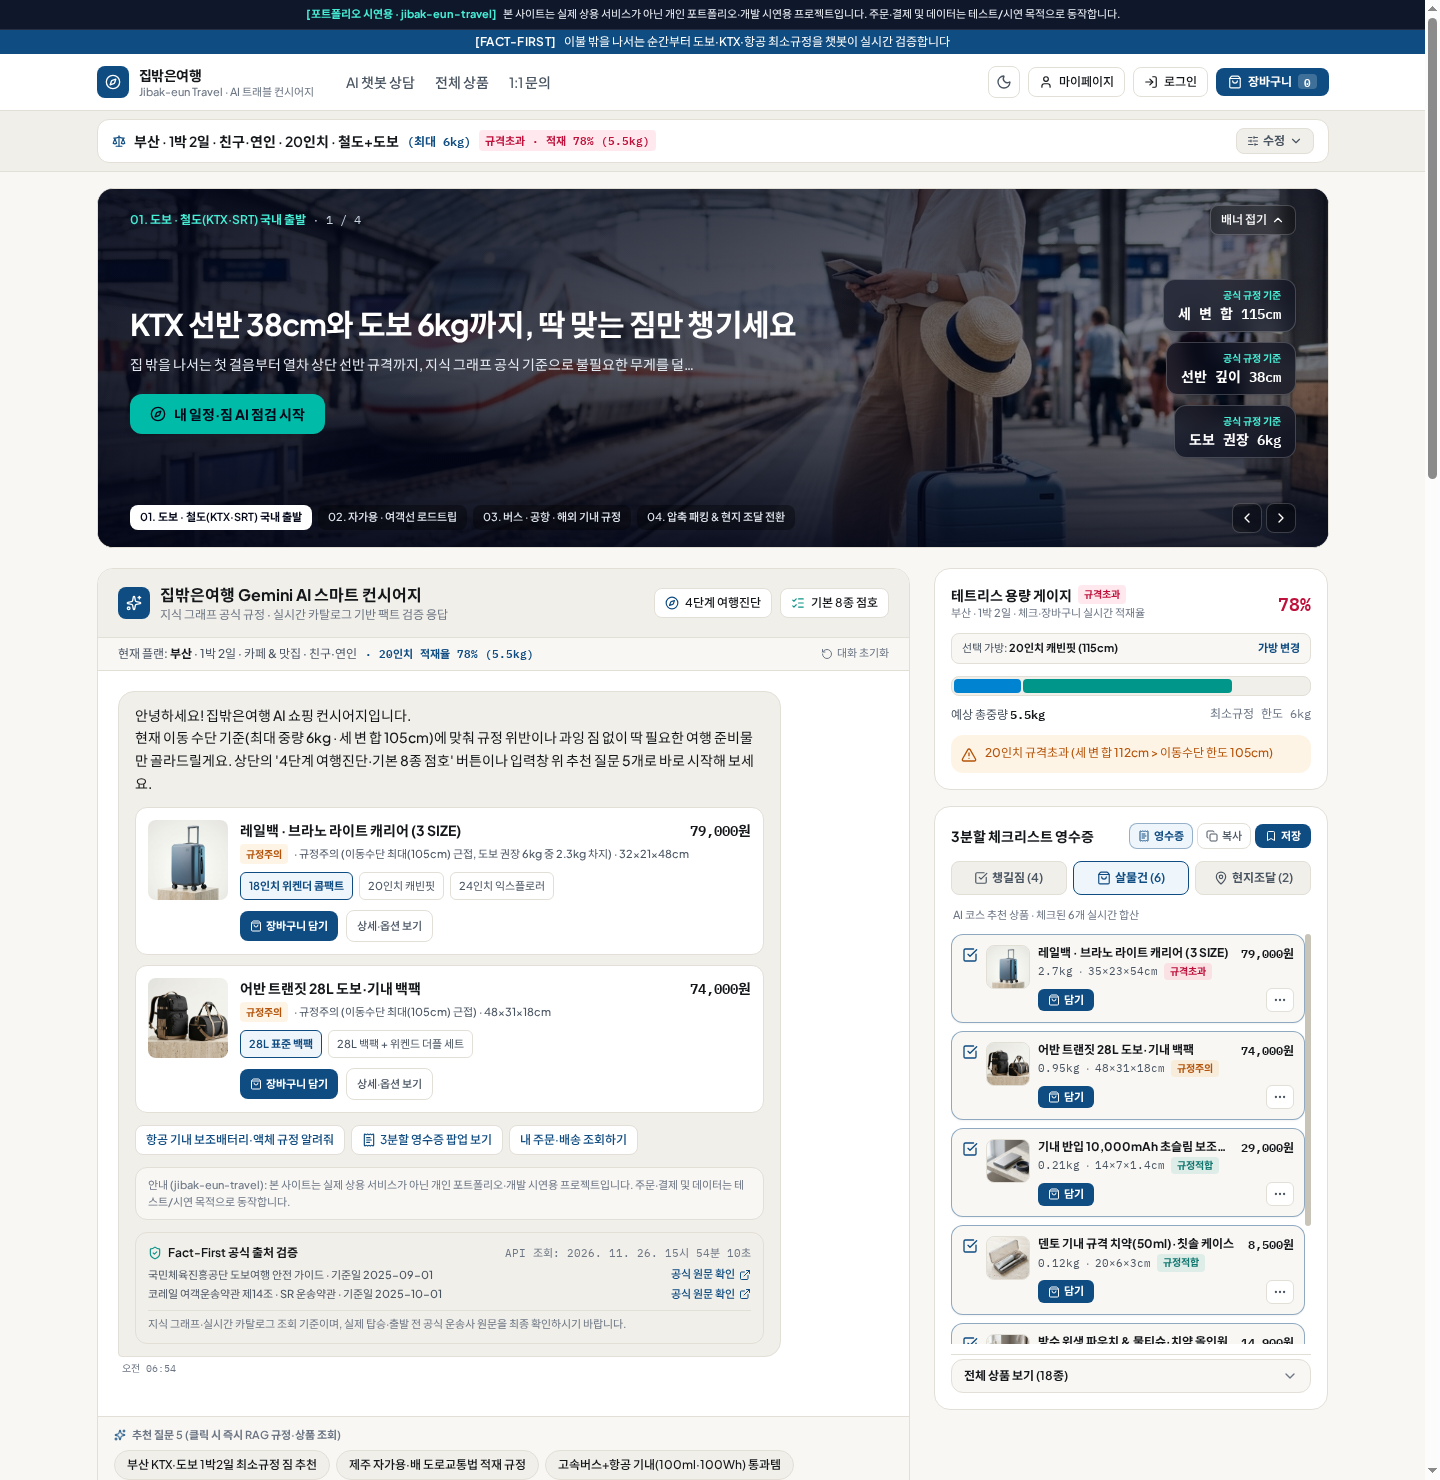 [포트폴리오 시연용 · jibak-eun-travel] 본 사이트는 실제 상용 서비스가 아닌 개인 포트폴리오·개발 시연용 프로젝트입니다. 주문·결제 및 데이터는 테스트/시연 목적으로 동작합니다.
[FACT-FIRST] 이불 밖을 나서는 순간부터 도보·KTX·항공 최소규정을 챗봇이 실시간 검증합니다
집밖은여행
Jibak-eun Travel · AI 트래블 컨시어지
AI 챗봇 상담 전체 상품 1:1 문의
마이페이지 로그인 장바구니 0
부산 · 1박 2일 · 친구·연인 · 20인치 · 철도+도보 (최대 6kg) 규격초과 · 적재 78% (5.5kg)
수정
01. 도보 · 철도(KTX·SRT) 국내 출발 · 1 / 4
배너 접기
KTX 선반 38cm와 도보 6kg까지, 딱 맞는 짐만 챙기세요
집 밖을 나서는 첫 걸음부터 열차 상단 선반 규격까지, 지식 그래프 공식 기준으로 불필요한 무게를 덜...
내 일정·짐 AI 점검 시작
공식 규정 기준
세 변 합 115cm
공식 규정 기준
선반 깊이 38cm
공식 규정 기준
도보 권장 6kg
01. 도보 · 철도(KTX·SRT) 국내 출발 02. 자가용 · 여객선 로드트립 03. 버스 · 공항 · 해외 기내 규정 04. 압축 패킹 & 현지 조달 전환
집밖은여행 Gemini AI 스마트 컨시어지
지식 그래프 공식 규정 · 실시간 카탈로그 기반 팩트 검증 응답
4단계 여행진단 기본 8종 점호
현재 플랜: 부산 · 1박 2일 · 카페 & 맛집 · 친구·연인 · 20인치 적재율 78% (5.5kg)
대화 초기화
안녕하세요! 집밖은여행 AI 쇼핑 컨시어지입니다.
현재 이동 수단 기준(최대 중량 6kg · 세 변 합 105cm)에 맞춰 규정 위반이나 과잉 짐 없이 딱 필요한 여행 준비물
만 골라드릴게요. 상단의 '4단계 여행진단·기본 8종 점호' 버튼이나 입력창 위 추천 질문 5개로 바로 시작해 보세
요.
레일백 · 브라노 라이트 캐리어 (3 SIZE) 79,000원
규정주의 · 규정주의 (이동수단 최대(105cm) 근접, 도보 권장 6kg 중 2.3kg 차지) · 32×21×48cm
18인치 위켄더 콤팩트 20인치 캐빈핏 24인치 익스플로러
장바구니 담기 상세·옵션 보기
어반 트랜짓 28L 도보·기내 백팩 74,000원
규정주의 · 규정주의 (이동수단 최대(105cm) 근접) · 48×31×18cm
28L 표준 백팩 28L 백팩 + 위켄드 더플 세트
장바구니 담기 상세·옵션 보기
항공 기내 보조배터리·액체 규정 알려줘 3분할 영수증 팝업 보기 내 주문·배송 조회하기
안내 (jibak-eun-travel): 본 사이트는 실제 상용 서비스가 아닌 개인 포트폴리오·개발 시연용 프로젝트입니다. 주문·결제 및 데이터는 테
스트/시연 목적으로 동작합니다.
Fact-First 공식 출처 검증 API 조회: 2026. 11. 26. 15시 54분 10초
국민체육진흥공단 도보여행 안전 가이드 · 기준일 2025-09-01 공식 원문 확인
코레일 여객운송약관 제14조 · SR 운송약관 · 기준일 2025-10-01 공식 원문 확인
지식 그래프·실시간 카탈로그 조회 기준이며, 실제 탑승·출발 전 공식 운송사 원문을 최종 확인하시기 바랍니다.
오전 06:54
추천 질문 5 (클릭 시 즉시 RAG 규정·상품 조회)
부산 KTX·도보 1박2일 최소규정 짐 추천 제주 자가용·배 도로교통법 적재 규정 고속버스+항공 기내(100ml·100Wh) 통과템
테트리스 용량 게이지 규격초과
부산 · 1박 2일 · 체크·장바구니 실시간 적재율
78%
선택 가방: 20인치 캐빈핏 (115cm) 가방 변경
예상 총중량 5.5kg 최소규정 한도 6kg
20인치 규격초과 (세 변 합 112cm > 이동수단 한도 105cm)
3분할 체크리스트 영수증 영수증 복사 저장
챙길짐 (4) 살물건 (6) 현지조달 (2)
AI 코스 추천 상품 · 체크된 6개 실시간 합산
레일백 · 브라노 라이트 캐리어 (3 SIZE) 79,000원
2.7kg · 35×23×54cm 규격초과
담기
어반 트랜짓 28L 도보·기내 백팩 74,000원
0.95kg · 48×31×18cm 규정주의
담기
기내 반입 10,000mAh 초슬림 보조... 29,000원
0.21kg · 14×7×1.4cm 규정적합
담기
덴토 기내 규격 치약(50ml)·칫솔 케이스 8,500원
0.12kg · 20×6×3cm 규정적합
담기
방수 위생 파우치 & 물티슈·치약 올인원 14,900원
전체 상품 보기 (18종)